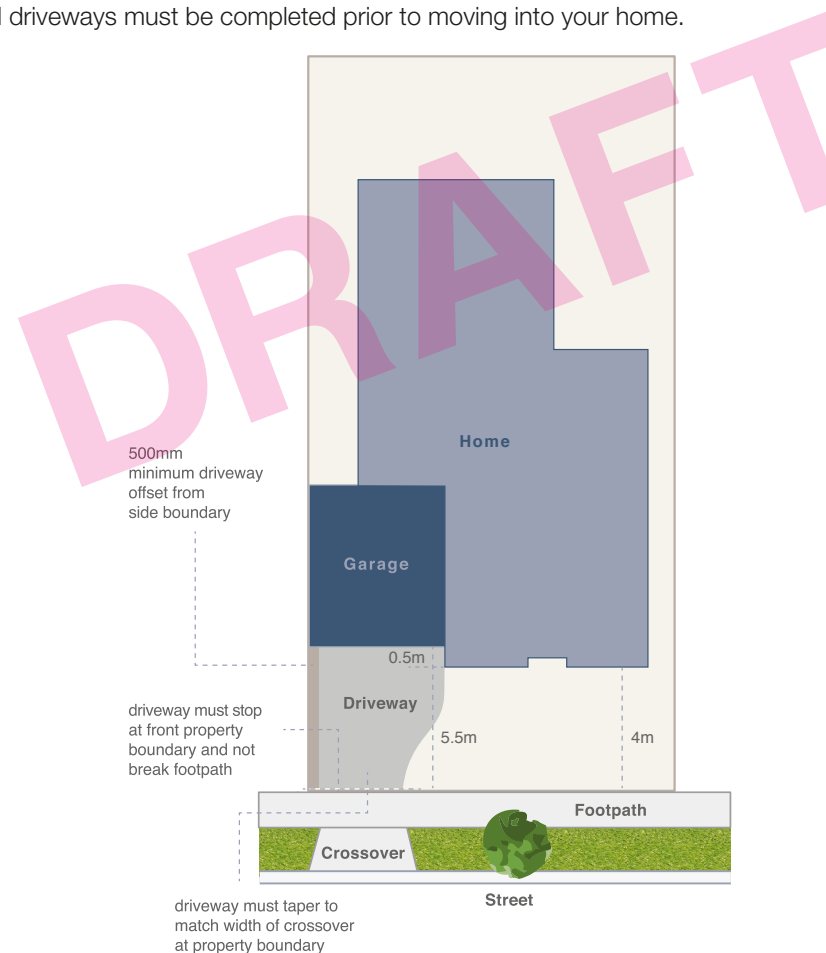 driveways must be completed prior to moving into your home.
DRAFT
Home
500mm
minimum driveway
offset from
side boundary
Garage
0.5m
Driveway
driveway must stop
at front property
boundary and not
break footpath
5.5m
4m
Footpath
Crossover
Street
driveway must taper to
match width of crossover
at property boundary